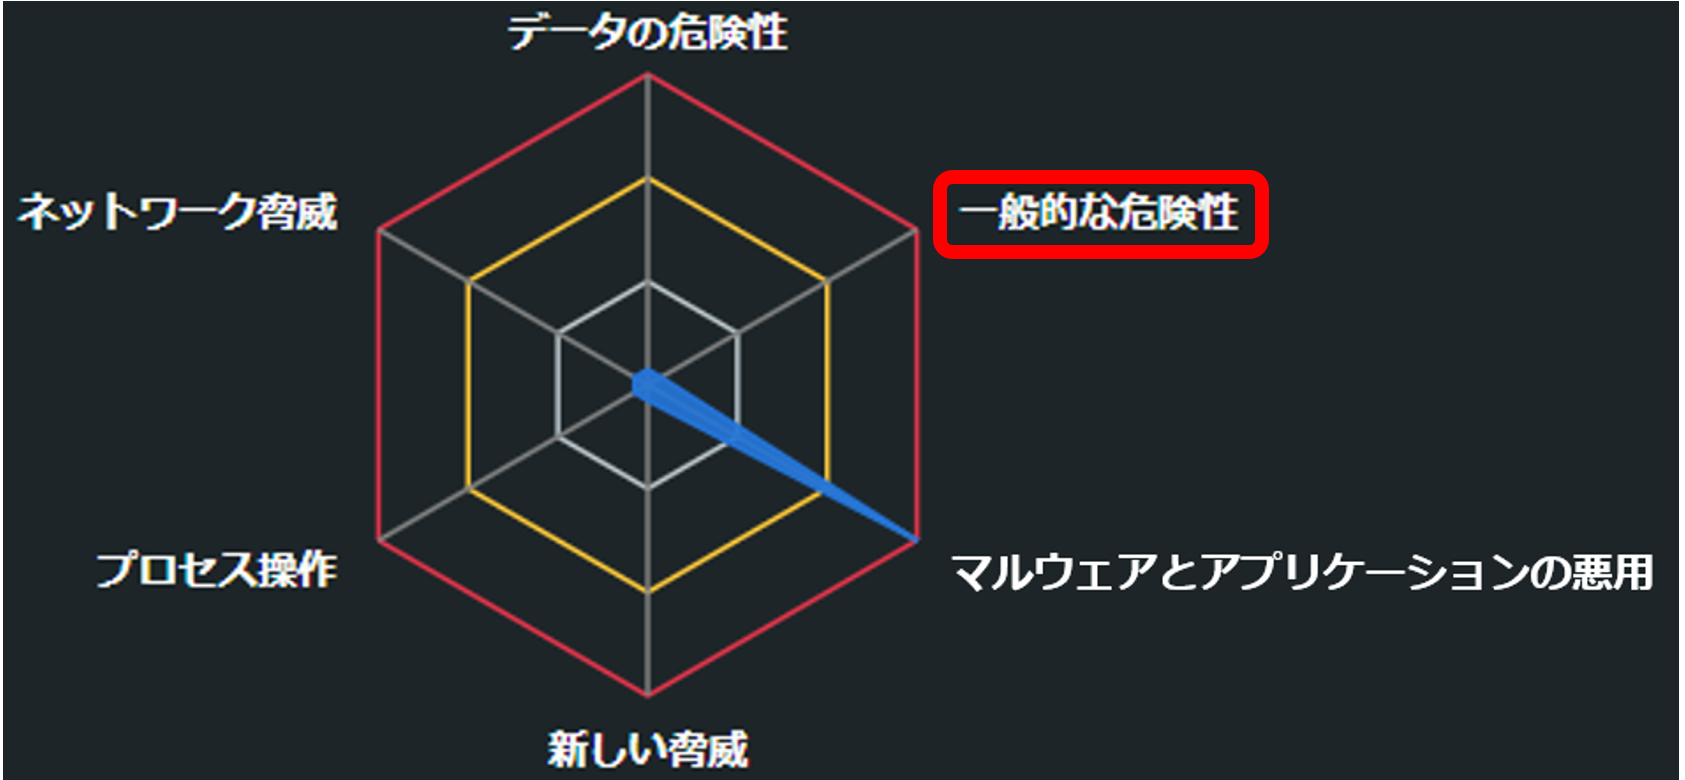 データの危険性
ネットワーク脅威
一般的な危険性
プロセス操作
マルウェアとアプリケーションの悪用
新しい脅威